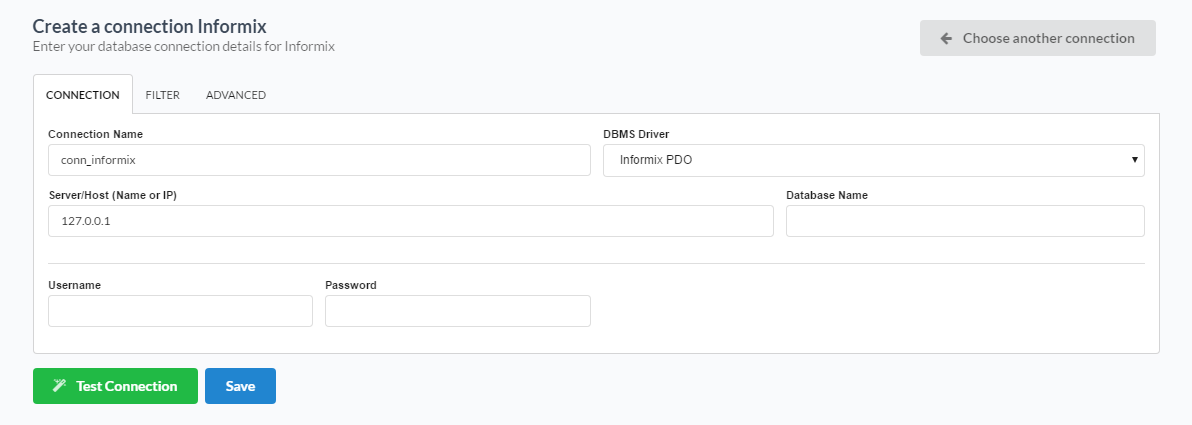 Create a connection Informix
Enter your database connection details for Informix
Choose another connection
CONNECTION FILTER ADVANCED
Connection Name DBMS Driver
conn_informix Informix PDO
Server/Host (Name or IP) Database Name
127.0.0.1
Username Password
Test Connection Save